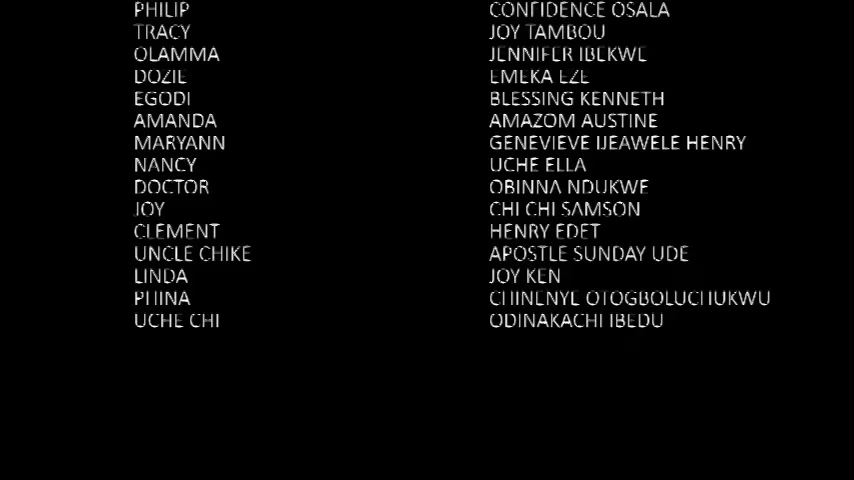 PHILIP CONFIDENCE OSALA
TRACY JOY TAMBOU
OLAMMA JENNIFER IBEKWE
DOZIE EMEKA EZE
EGODI BLESSING KENNETH
AMANDA AMAZOM AUSTINE
MARYANN GENEVIEVE IJEAWELE HENRY
NANCY UCHE ELLA
DOCTOR OBINNA NDUKWE
JOY CHI CHI SAMSON
CLEMENT HENRY EDET
UNCLE CHIKE APOSTLE SUNDAY UDE
LINDA JOY KEN
PHINA CHINENYE OTOGBOLUCHUKWU
UCHE CHI ODINAKACHI IBEDU